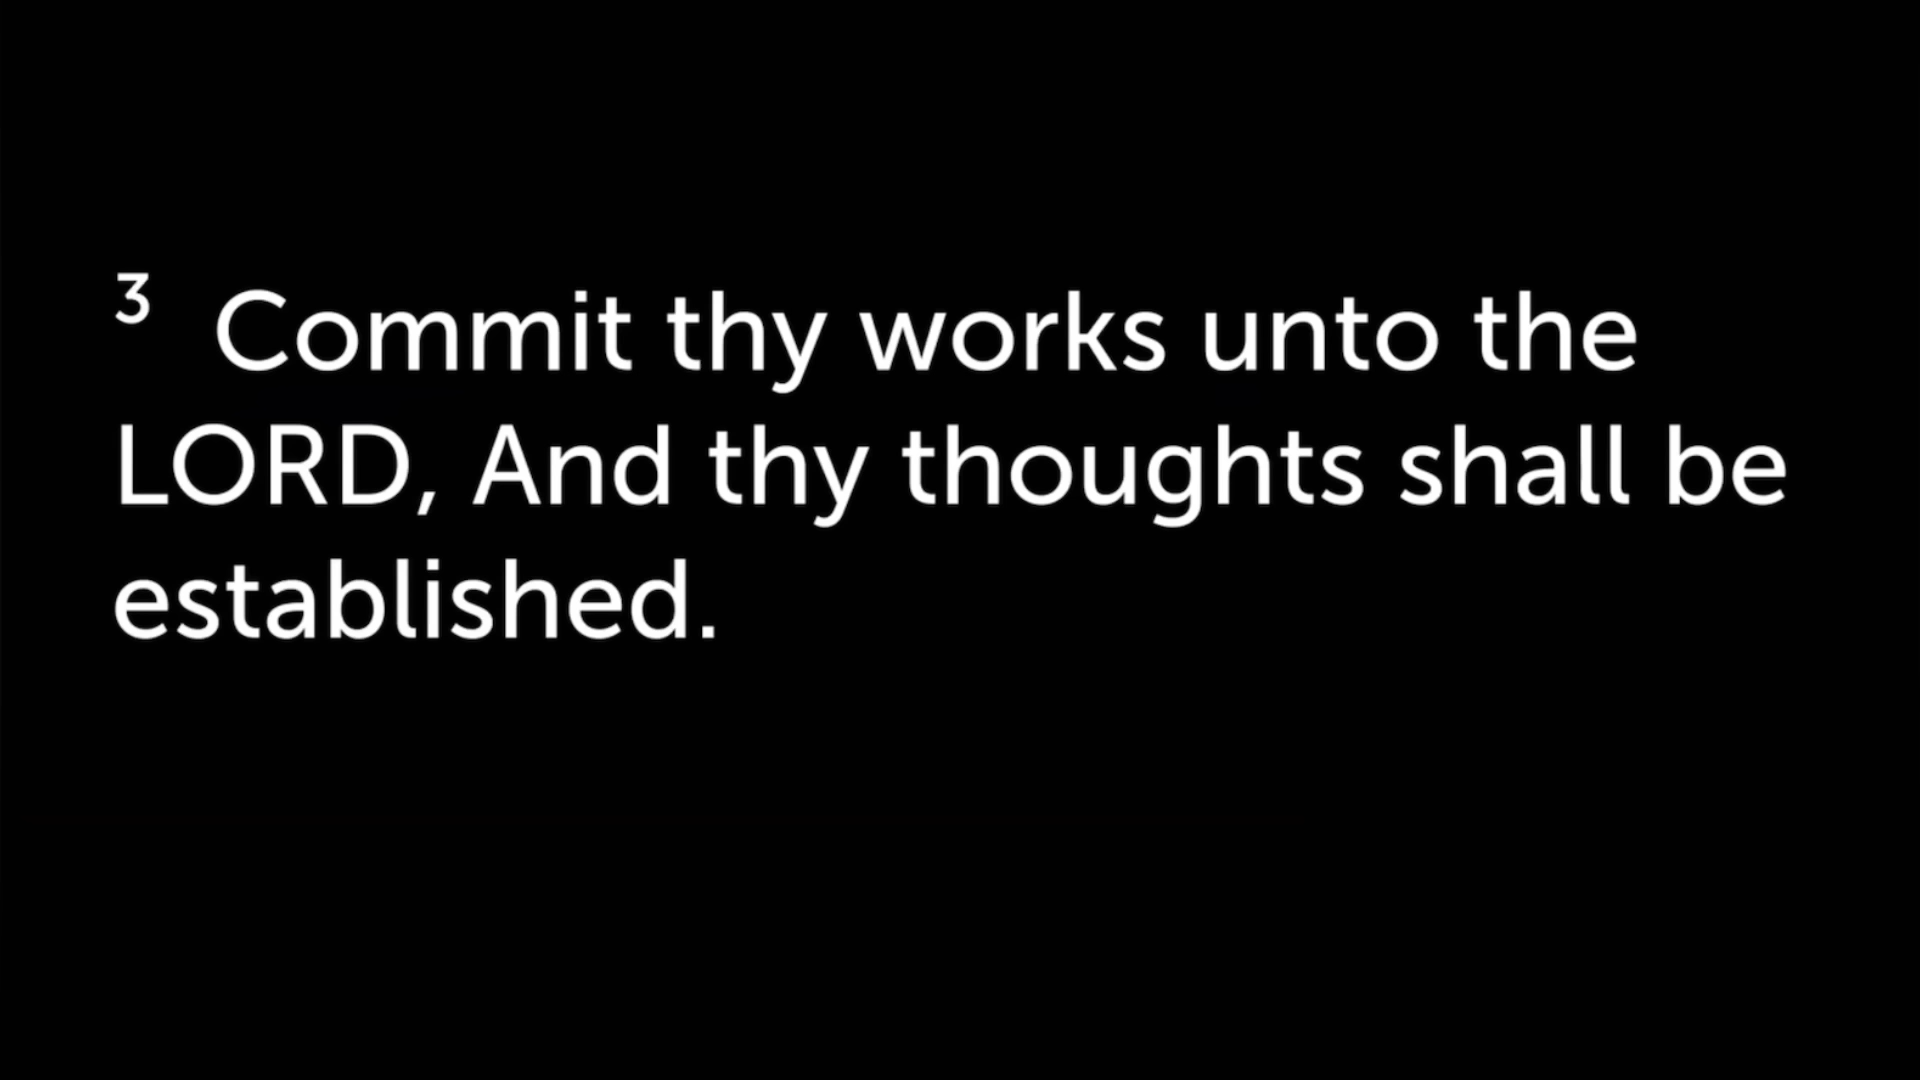 3 Commit thy works unto the
LORD, And thy thoughts shall be
established.